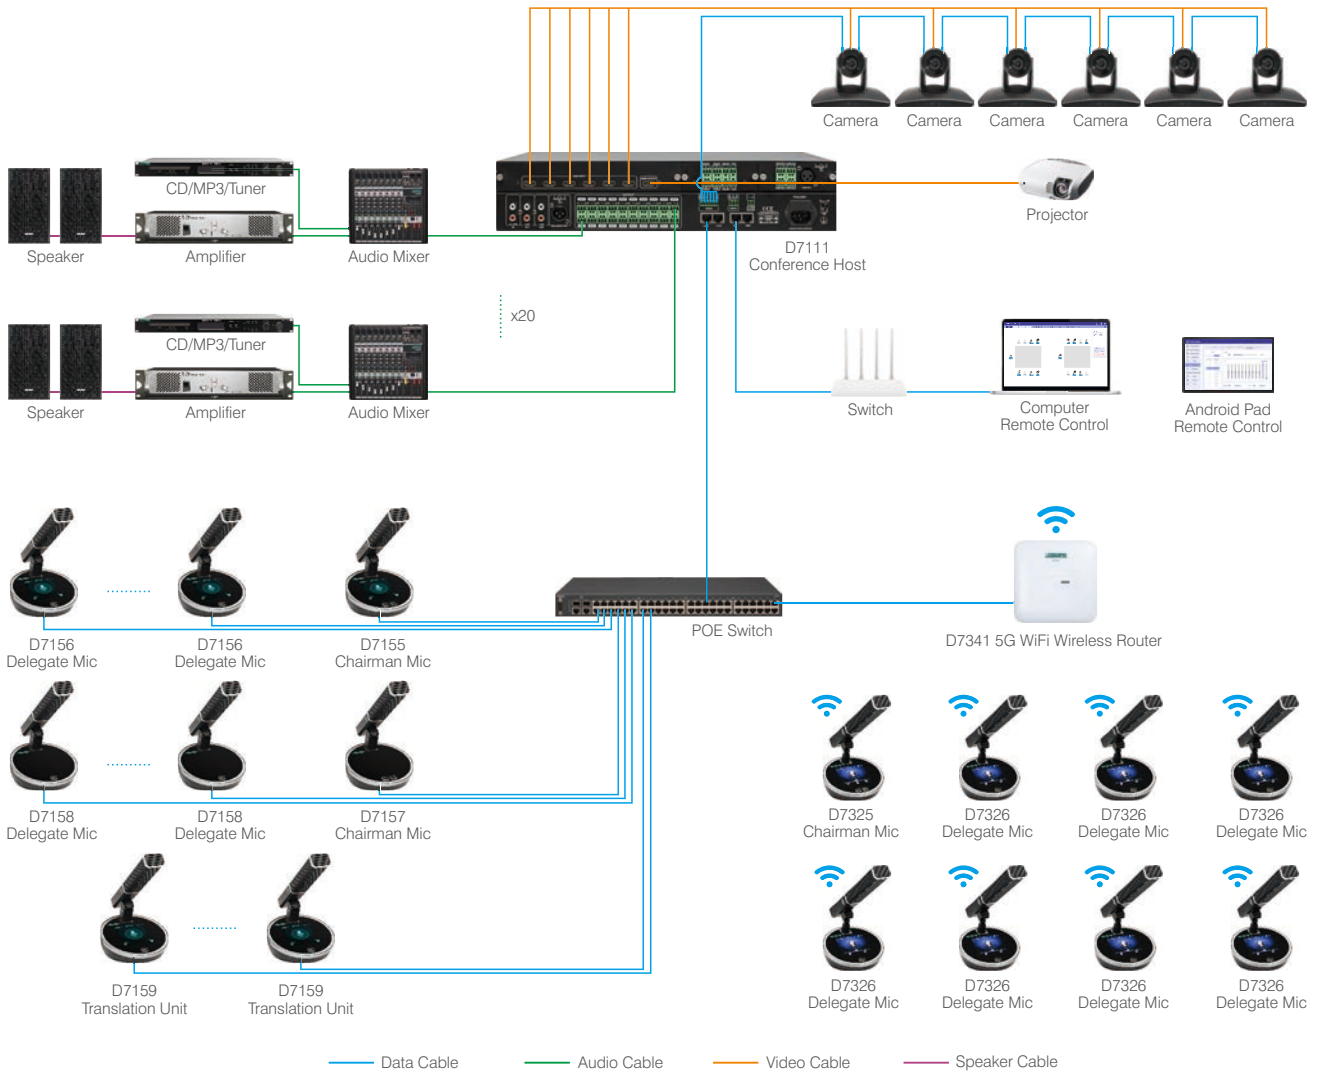 Camera
Camera
Camera
Camera
Camera
Camera
CD/MP3/Tuner
Speaker
Amplifier
Audio Mixer
D7111
Conference Host
Projector
x20
CD/MP3/Tuner
Speaker
Amplifier
Audio Mixer
Switch
Computer
Remote Control
Android Pad
Remote Control
D7156
Delegate Mic
D7156
Delegate Mic
D7155
Chairman Mic
POE Switch
D7341 5G WiFi Wireless Router
D7158
Delegate Mic
D7158
Delegate Mic
D7157
Chairman Mic
D7325
Chairman Mic
D7326
Delegate Mic
D7326
Delegate Mic
D7326
Delegate Mic
D7159
Translation Unit
D7159
Translation Unit
D7326
Delegate Mic
D7326
Delegate Mic
D7326
Delegate Mic
D7326
Delegate Mic
Data Cable
Audio Cable
Video Cable
Speaker Cable